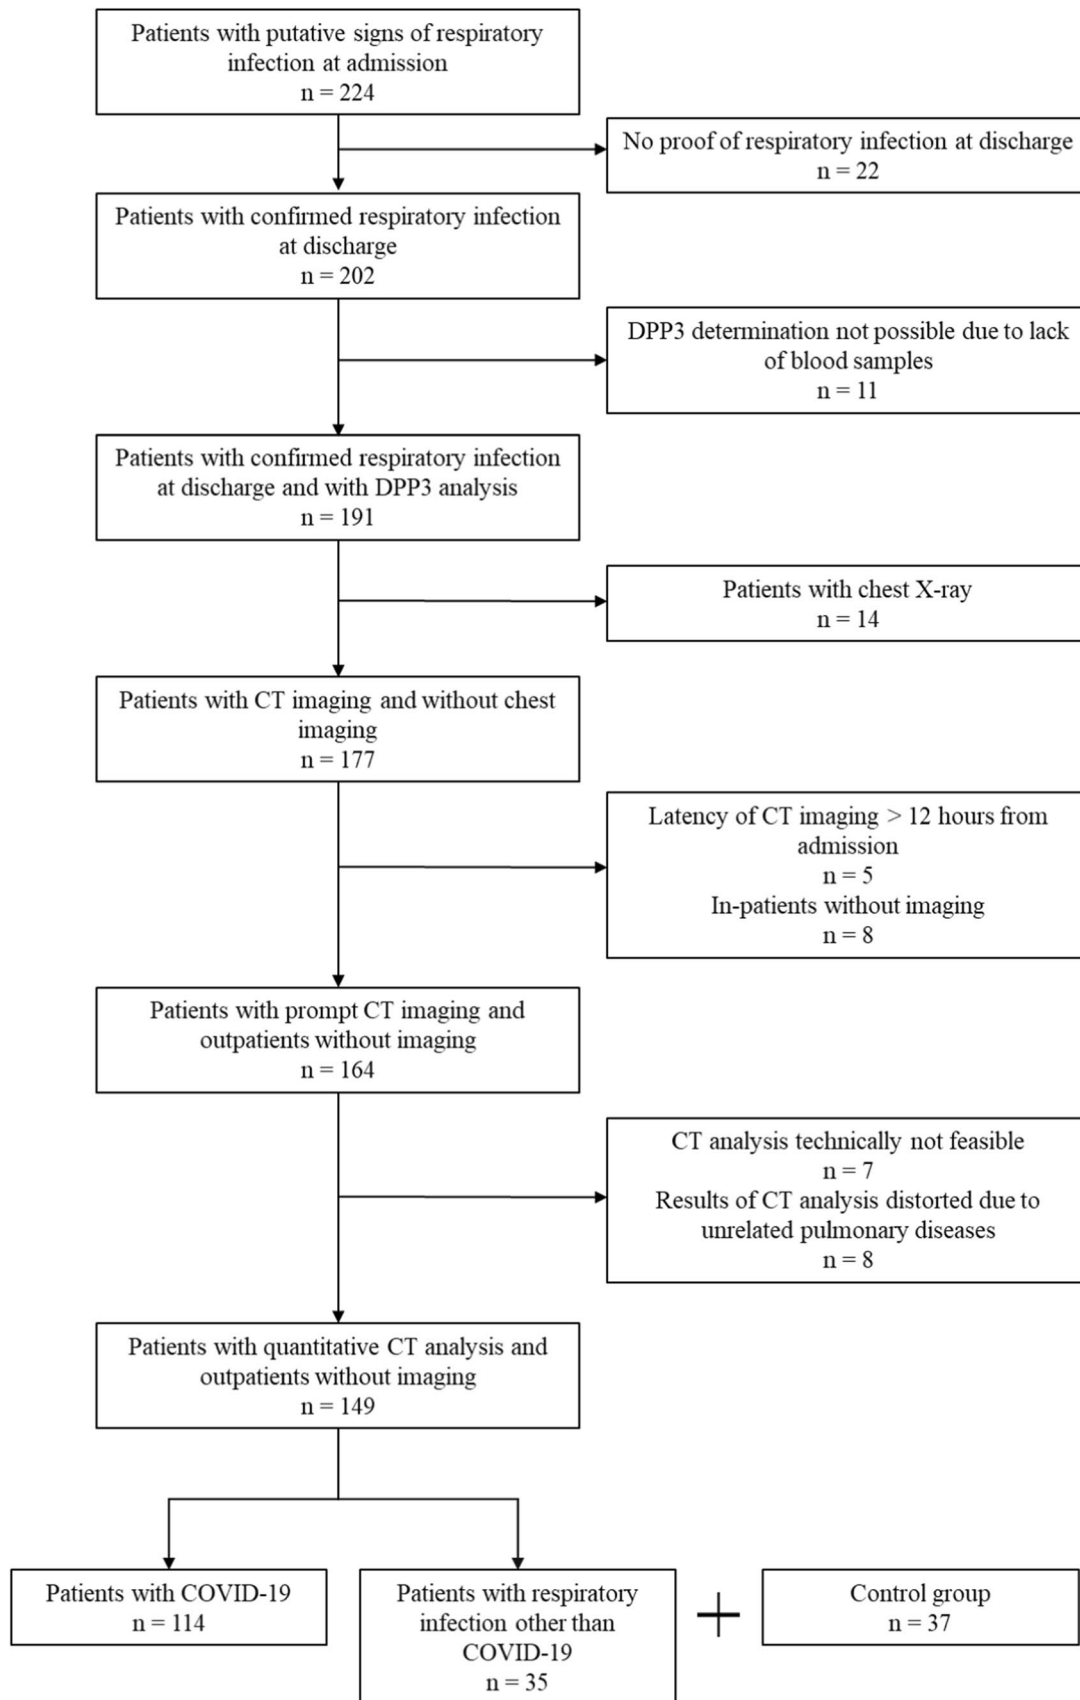 Patients with putative signs of respiratory
infection at admission
n = 224
No proof of respiratory infection at discharge
n = 22
Patients with confirmed respiratory infection
at discharge
n = 202
DPP3 determination not possible due to lack
of blood samples
n = 11
Patients with confirmed respiratory infection
at discharge and with DPP3 analysis
n = 191
Patients with chest X-ray
n = 14
Patients with CT imaging and without chest
imaging
n = 177
Latency of CT imaging > 12 hours from
admission
n = 5
In-patients without imaging
n = 8
Patients with prompt CT imaging and
outpatients without imaging
n = 164
CT analysis technically not feasible
n = 7
Results of CT analysis distorted due to
unrelated pulmonary diseases
n = 8
Patients with quantitative CT analysis and
outpatients without imaging
n = 149
Patients with COVID-19
n = 114
Patients with respiratory
infection other than
COVID-19
n = 35
+
Control group
n = 37